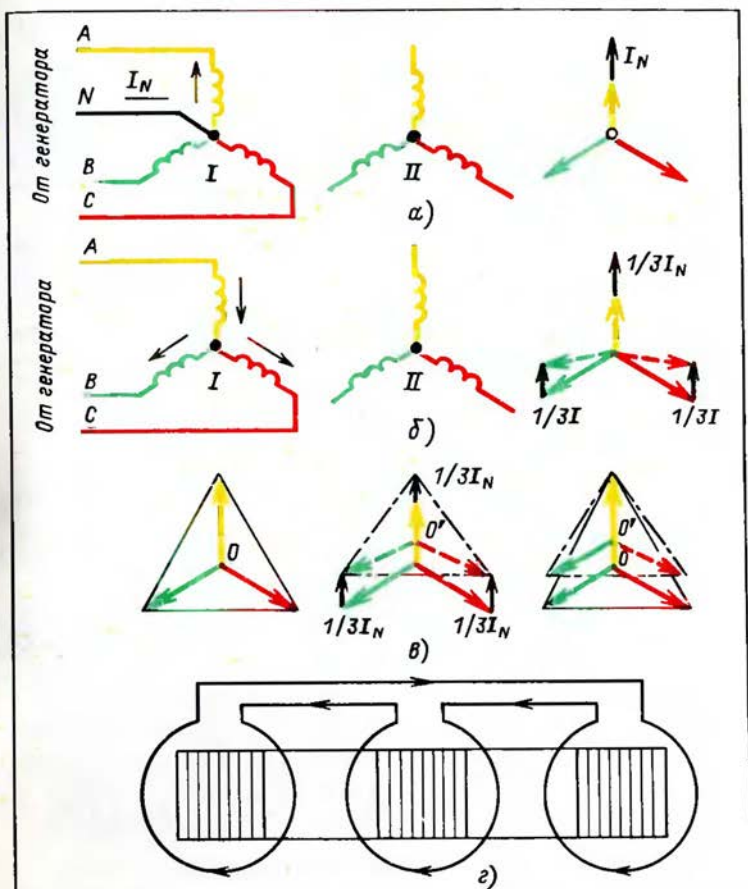 От генератора
A
N
I_N
B
C
I
II
I_N
а)
От генератора
A
B
C
I
II
1/3I_N
1/3I
1/3I
б)
O
1/3I_N
O'
1/3I_N
1/3I_N
O'
O
в)
г)